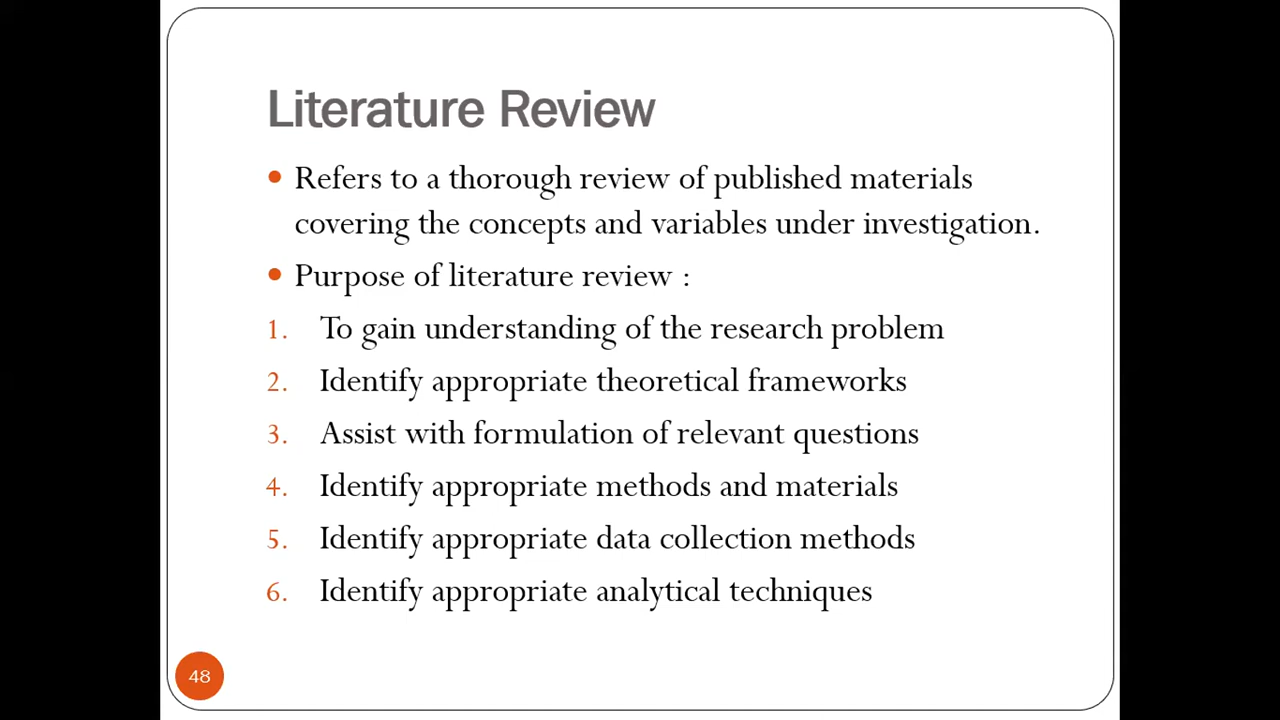 Literature Review
• Refers to a thorough review of published materials
covering the concepts and variables under investigation.
• Purpose of literature review :
1. To gain understanding of the research problem
2. Identify appropriate theoretical frameworks
3. Assist with formulation of relevant questions
4. Identify appropriate methods and materials
5. Identify appropriate data collection methods
6. Identify appropriate analytical techniques
48